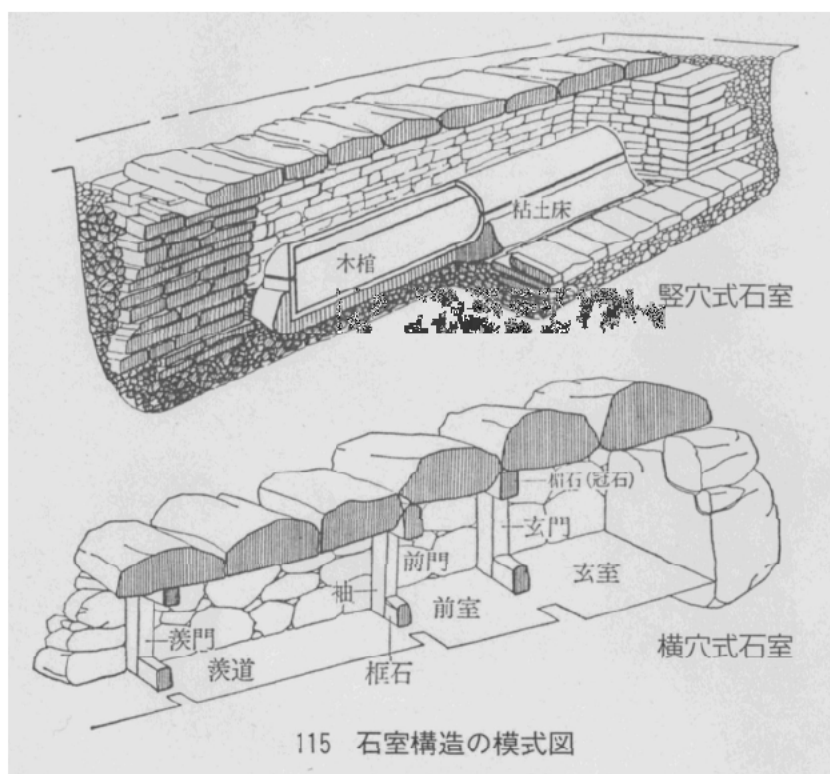 粘土床
木棺
竪穴式石室
楣石(冠石)
玄門
前門
玄室
袖
前室
羨門
横穴式石室
羨道
框石
115 石室構造の模式図